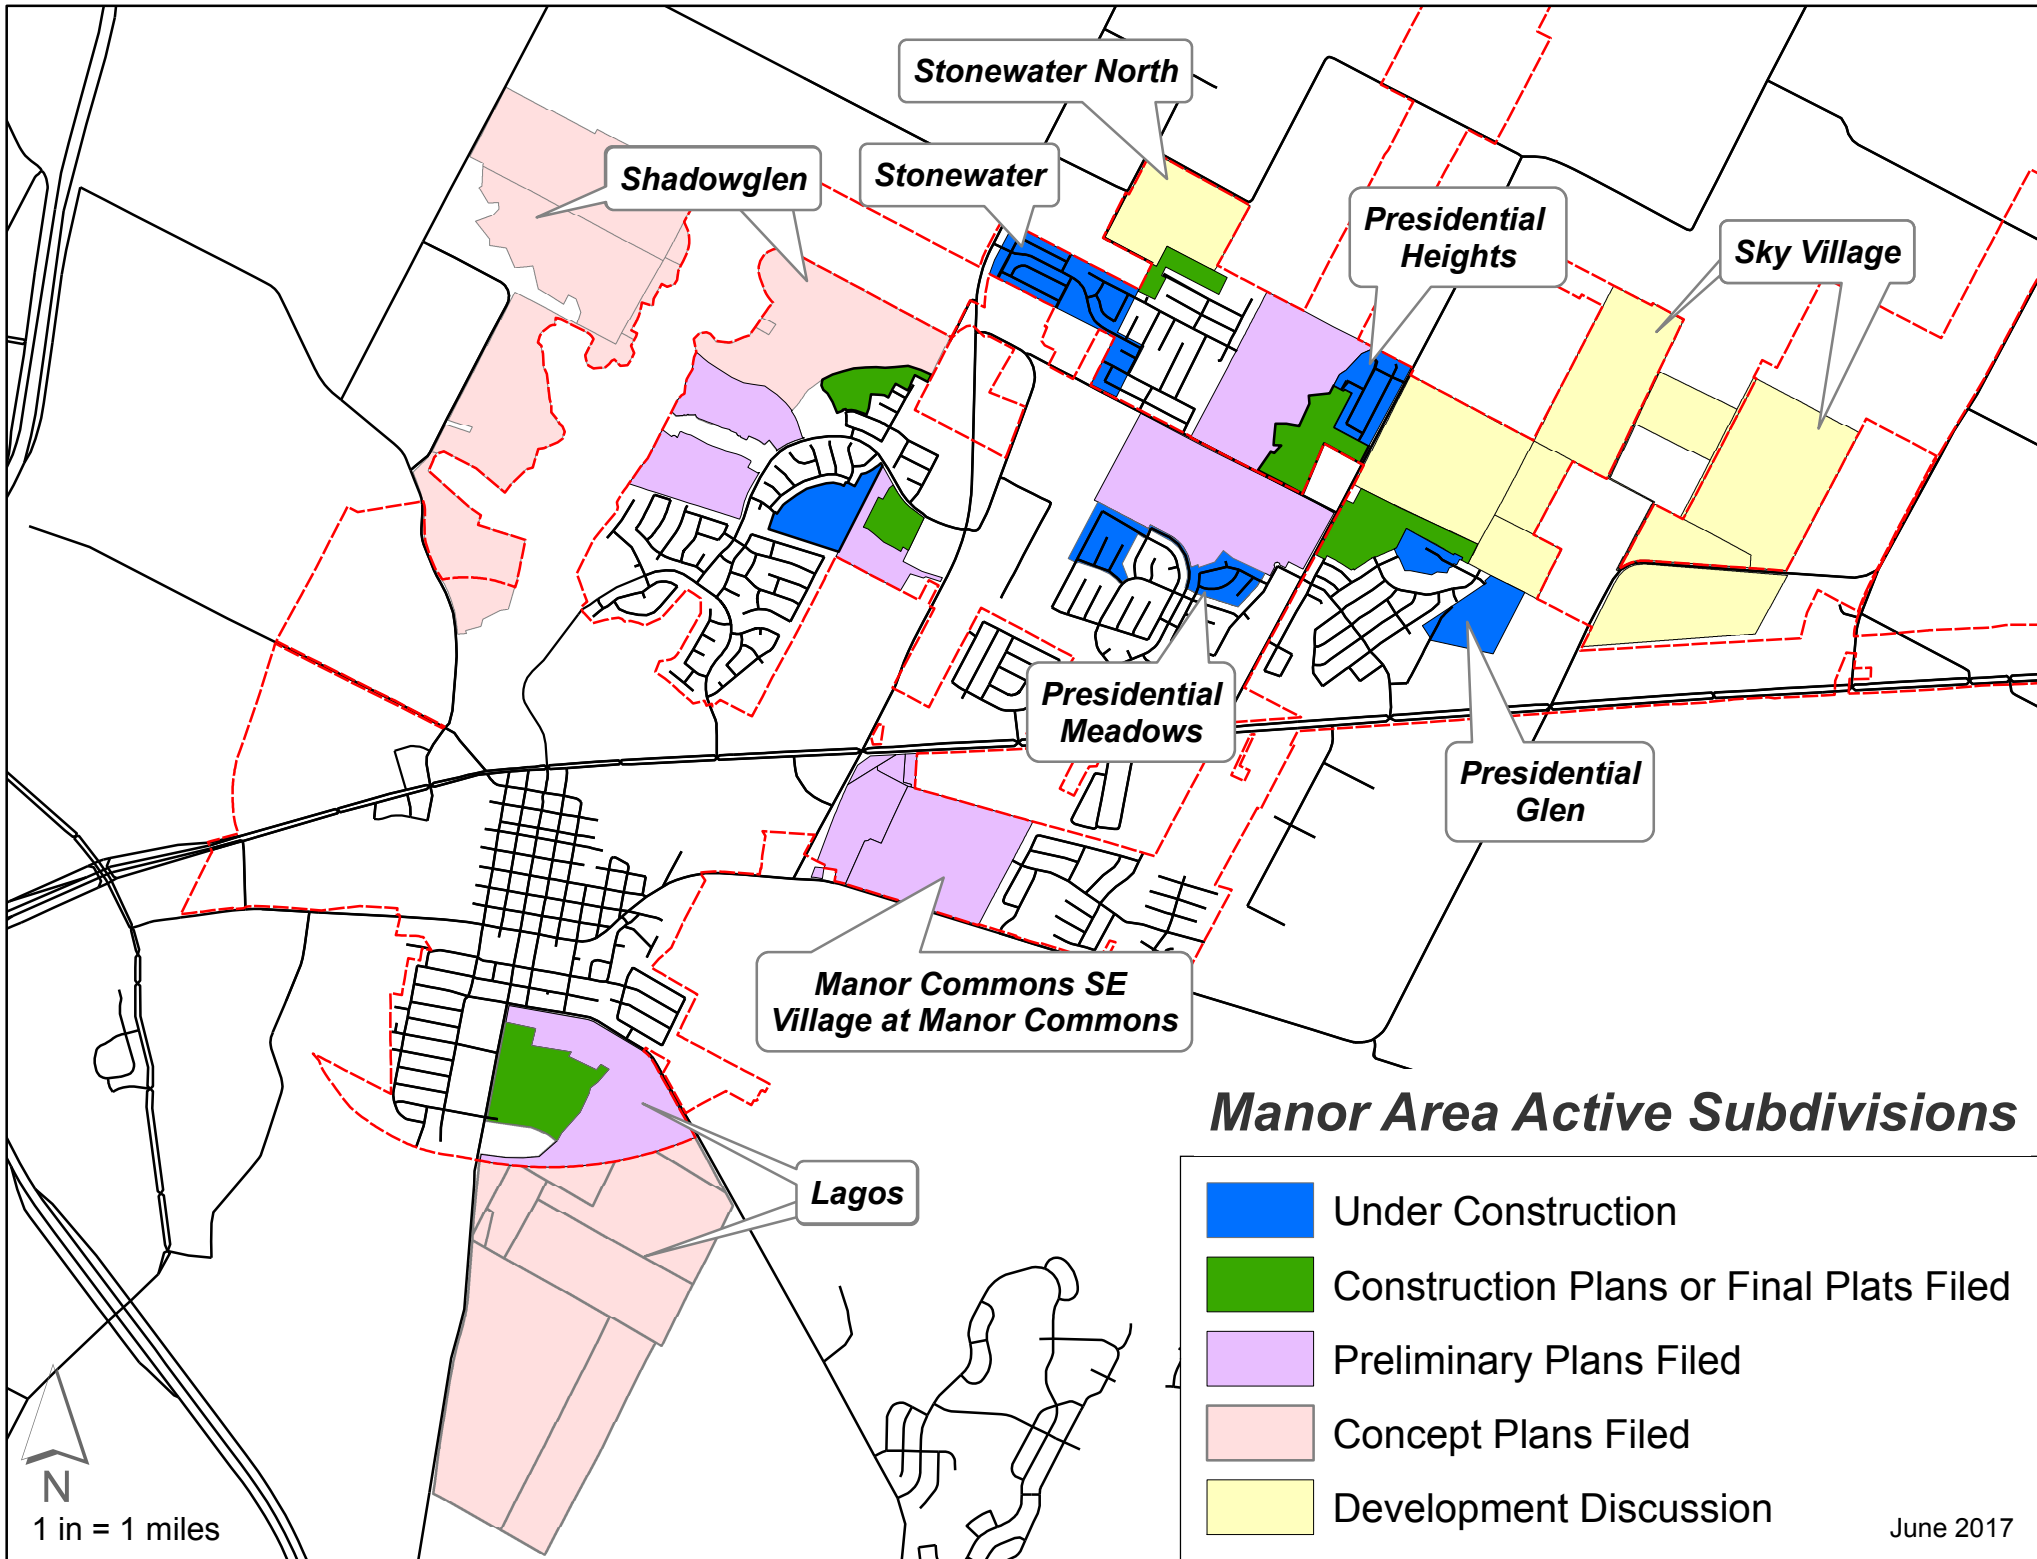 Stonewater North
Shadowglen
Stonewater
Presidential
Heights
Sky Village
Presidential
Meadows
Presidential
Glen
Manor Commons SE
Village at Manor Commons
Lagos
Manor Area Active Subdivisions
Under Construction
Construction Plans or Final Plats Filed
Preliminary Plans Filed
Concept Plans Filed
Development Discussion
N
1 in = 1 miles
June 2017